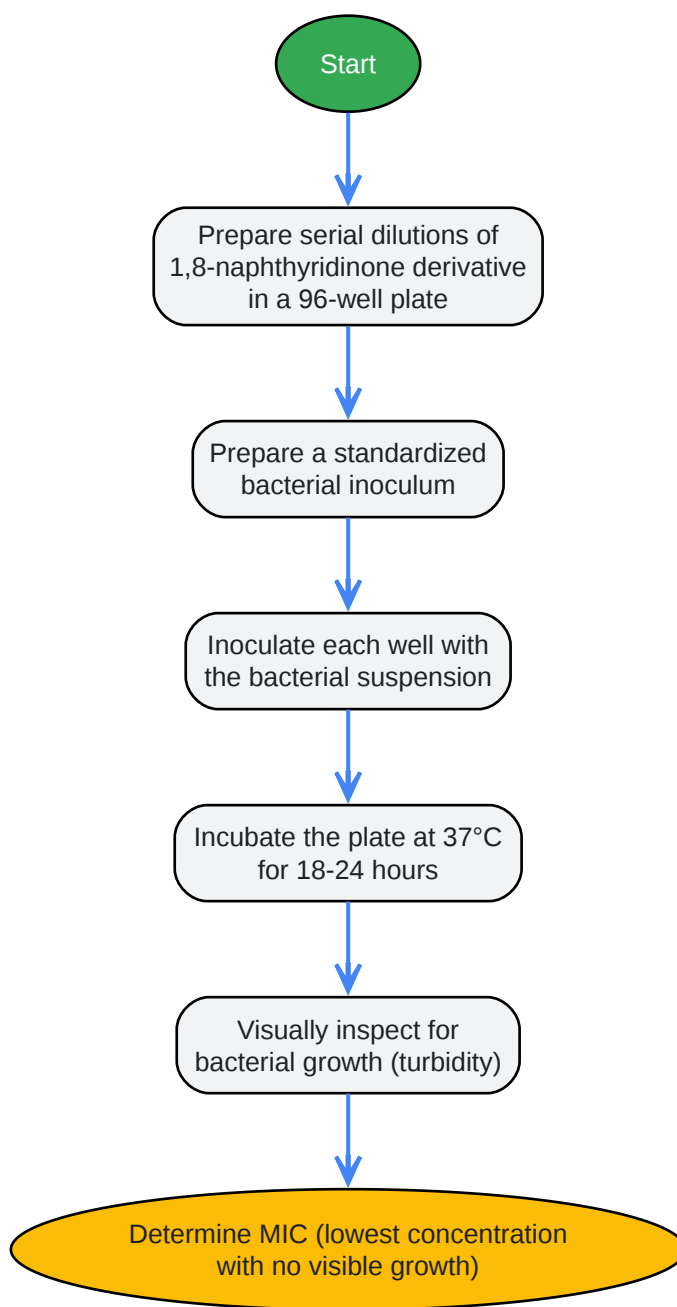 Start
Prepare serial dilutions of
1,8-naphthyridinone derivative
in a 96-well plate
Prepare a standardized
bacterial inoculum
Inoculate each well with
the bacterial suspension
Incubate the plate at 37°C
for 18-24 hours
Visually inspect for
bacterial growth (turbidity)
Determine MIC (lowest concentration
with no visible growth)